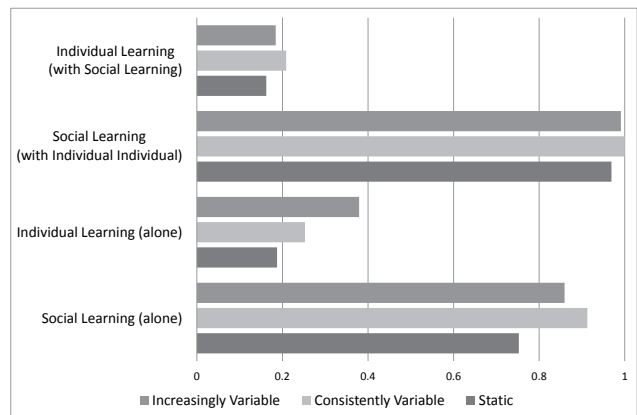 Individual Learning
(with Social Learning)
Social Learning
(with Individual Individual)
Individual Learning (alone)
Social Learning (alone)
0 0.2 0.4 0.6 0.8 1
Increasingly Variable Consistently Variable Static